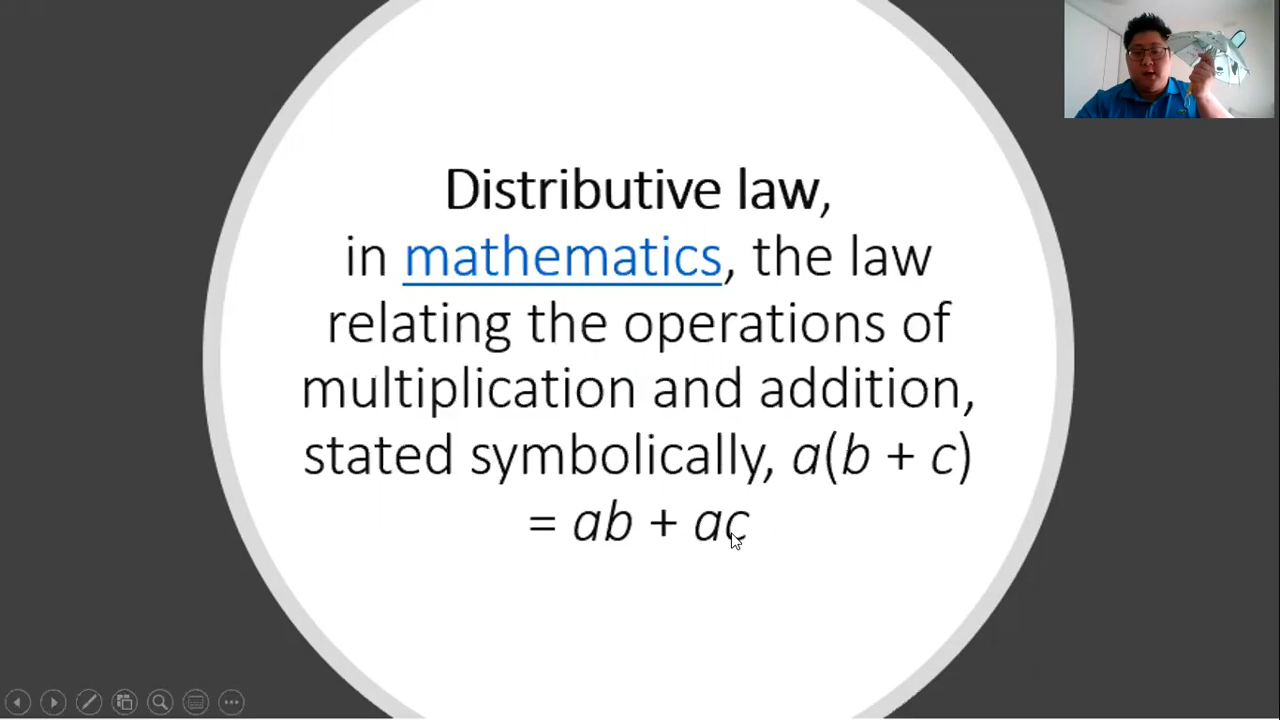 Distributive law,
in mathematics, the law
relating the operations of
multiplication and addition,
stated symbolically, a(b + c)
= ab + ac